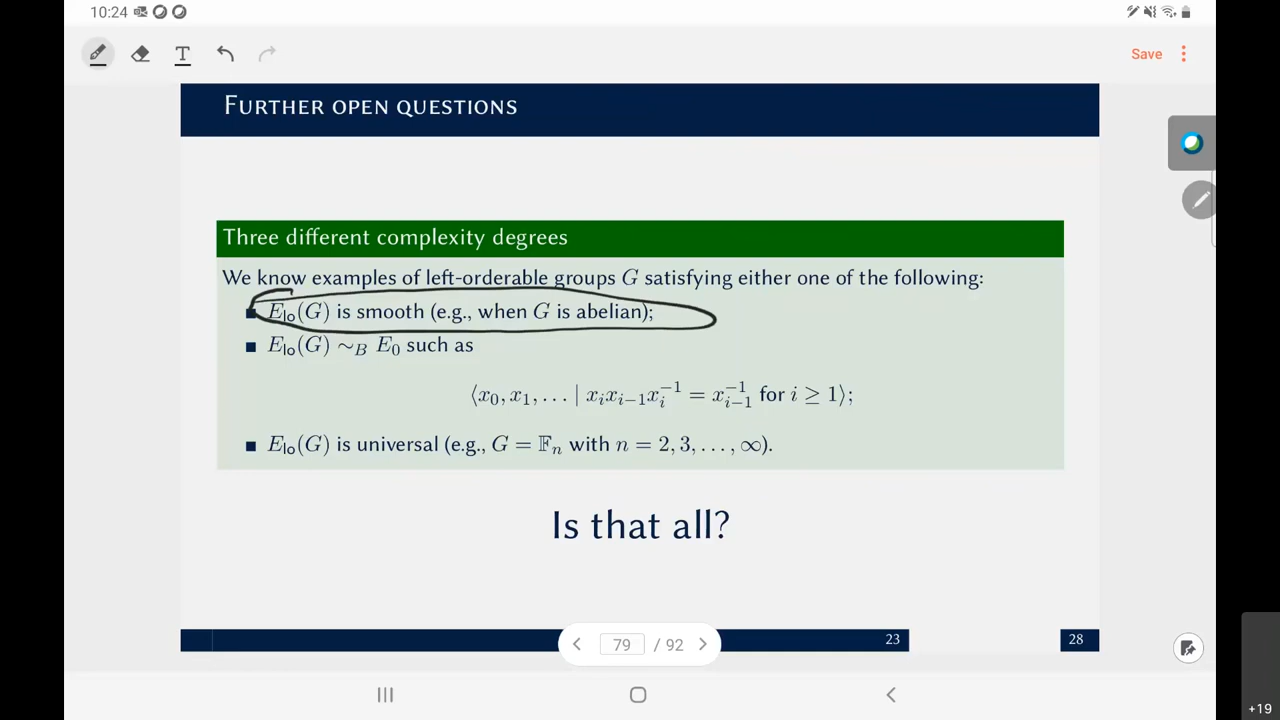 10:24
Save
FURTHER OPEN QUESTIONS
Three different complexity degrees
We know examples of left-orderable groups G satisfying either one of the following:
■ E_lo(G) is smooth (e.g., when G is abelian);
■ E_lo(G) ∼_B E_0 such as
⟨x_0, x_1, … | x_i x_{i−1} x_i^{−1} = x_{i−1}^{−1} for i ≥ 1⟩;
■ E_lo(G) is universal (e.g., G = 𝔽_n with n = 2, 3, …, ∞).
Is that all?
79 / 92
23
28
+19
T